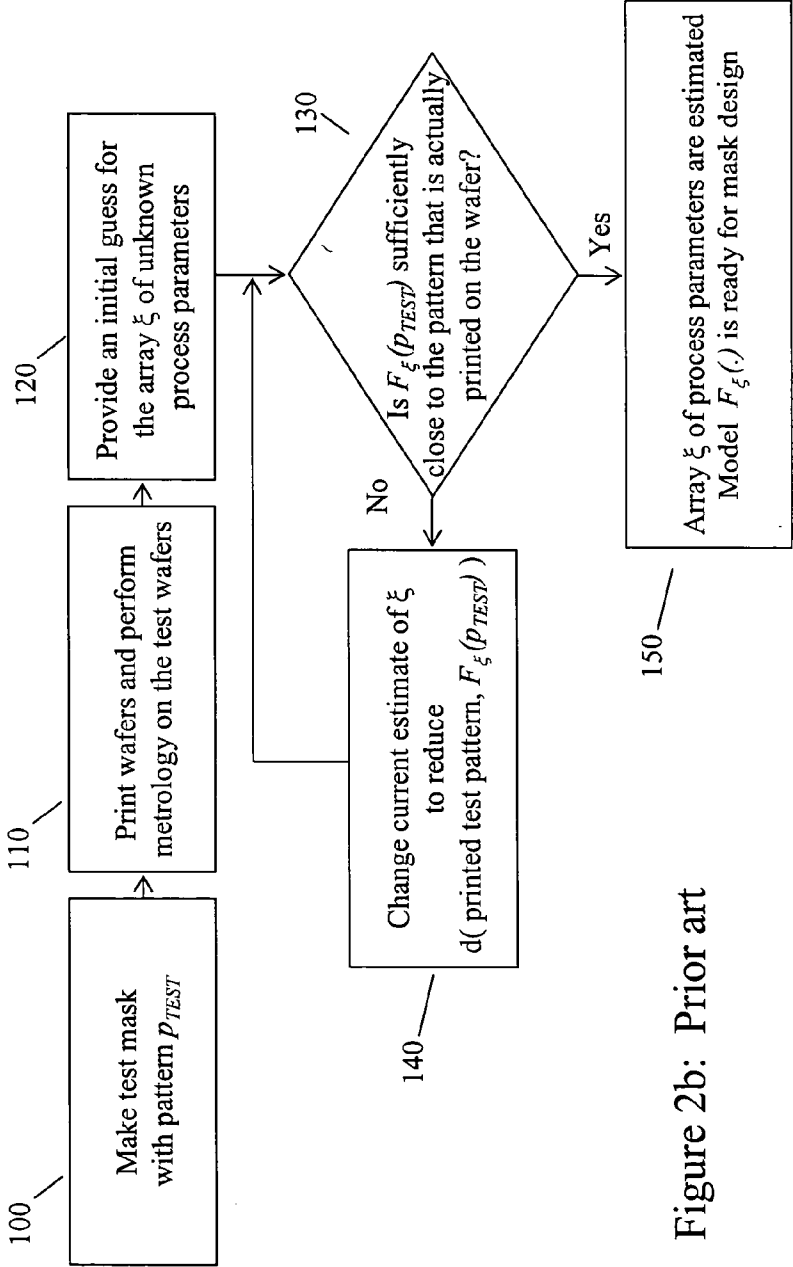 100
Make test mask
with pattern p_TEST
110
Print wafers and perform
metrology on the test wafers
120
Provide an initial guess for
the array ξ of unknown
process parameters
130
Is F_ξ(p_TEST) sufficiently
close to the pattern that is actually
printed on the wafer?
No
Yes
140
Change current estimate of ξ
to reduce
d( printed test pattern, F_ξ(p_TEST) )
150
Array ξ of process parameters are estimated
Model F_ξ(.) is ready for mask design
Figure 2b: Prior art